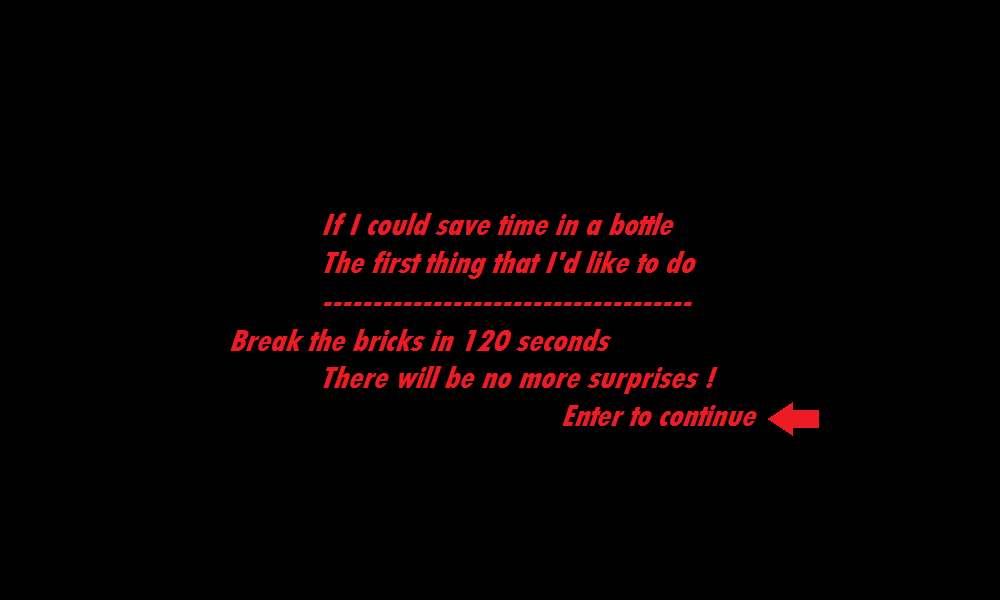 If I could save time in a bottle
The first thing that I'd like to do
-------------------------------------
Break the bricks in 120 seconds
There will be no more surprises !
Enter to continue